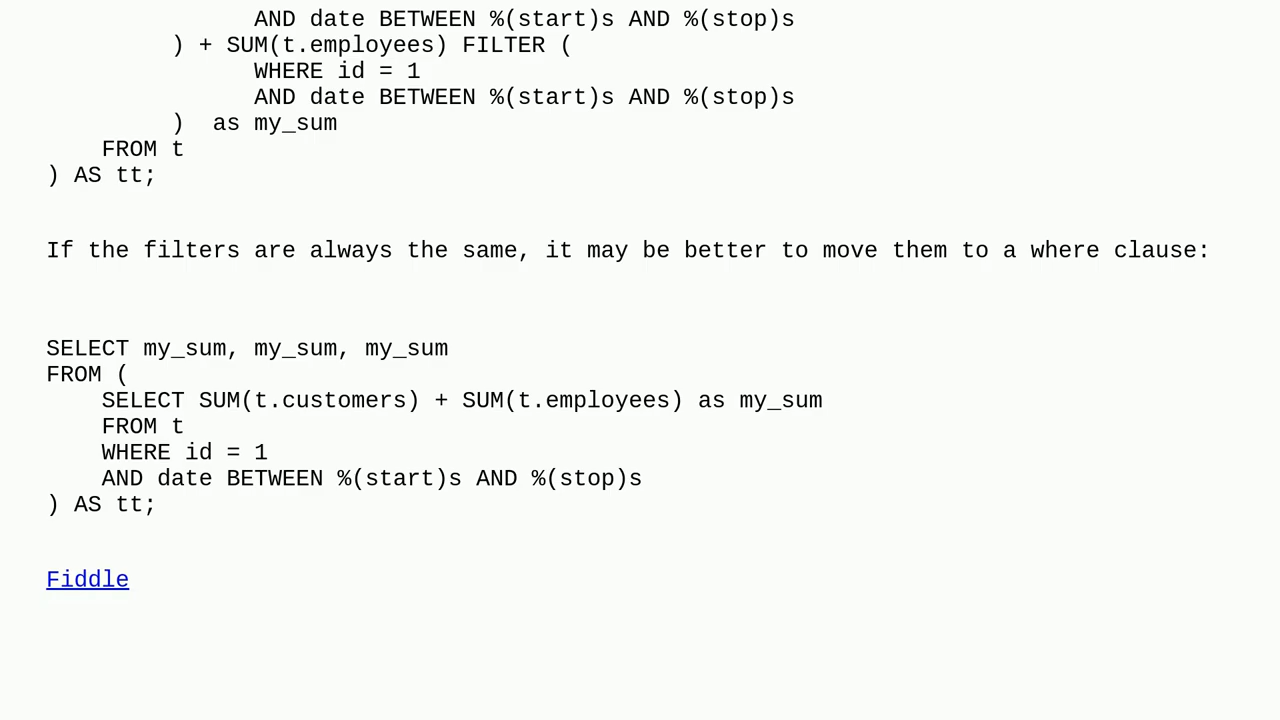 AND date BETWEEN %(start)s AND %(stop)s
) + SUM(t.employees) FILTER (
WHERE id = 1
AND date BETWEEN %(start)s AND %(stop)s
)  as my_sum
FROM t
) AS tt;
If the filters are always the same, it may be better to move them to a where clause:
SELECT my_sum, my_sum, my_sum
FROM (
SELECT SUM(t.customers) + SUM(t.employees) as my_sum
FROM t
WHERE id = 1
AND date BETWEEN %(start)s AND %(stop)s
) AS tt;
Fiddle